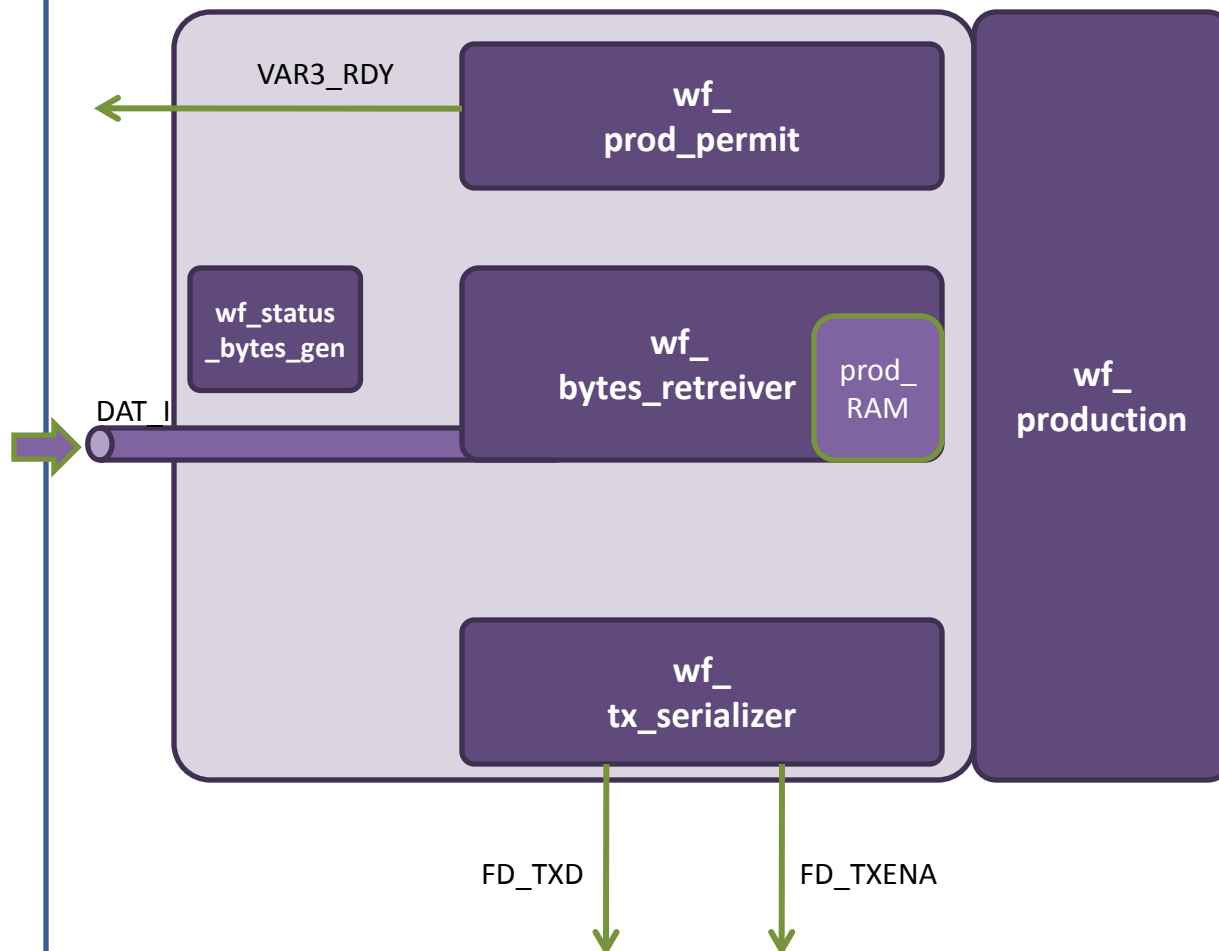 VAR3_RDY
wf_
prod_permit
wf_status
_bytes_gen
wf_
bytes_retreiver
prod_
RAM
wf_
production
DAT_I
wf_
tx_serializer
FD_TXD
FD_TXENA